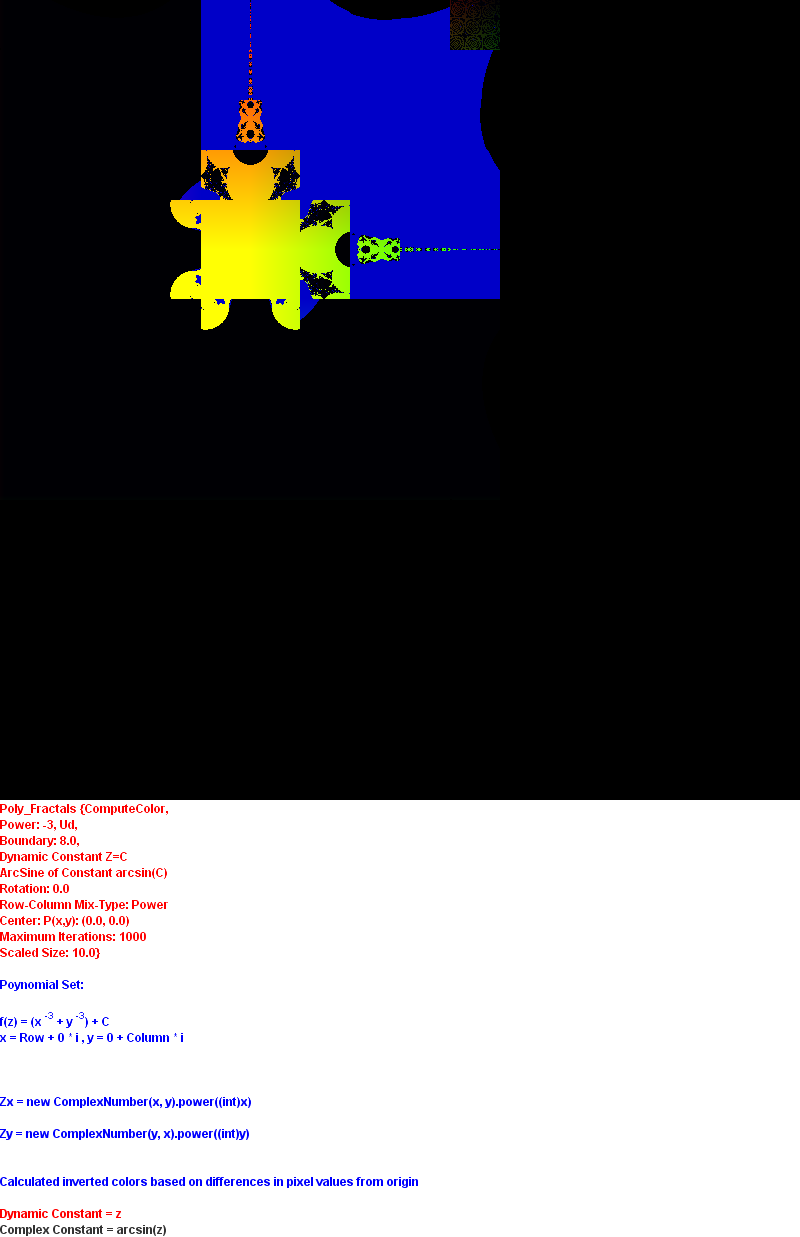 Poly_Fractals {ComputeColor,
Power: -3, Ud,
Boundary: 8.0,
Dynamic Constant Z=C
ArcSine of Constant arcsin(C)
Rotation: 0.0
Row-Column Mix-Type: Power
Center: P(x,y): (0.0, 0.0)
Maximum Iterations: 1000
Scaled Size: 10.0}
Poynomial Set:
f(z) = (x -3 + y -3) + C
x = Row + 0 * i , y = 0 + Column * i
Zx = new ComplexNumber(x, y).power((int)x)
Zy = new ComplexNumber(y, x).power((int)y)
Calculated inverted colors based on differences in pixel values from origin
Dynamic Constant = z
Complex Constant = arcsin(z)